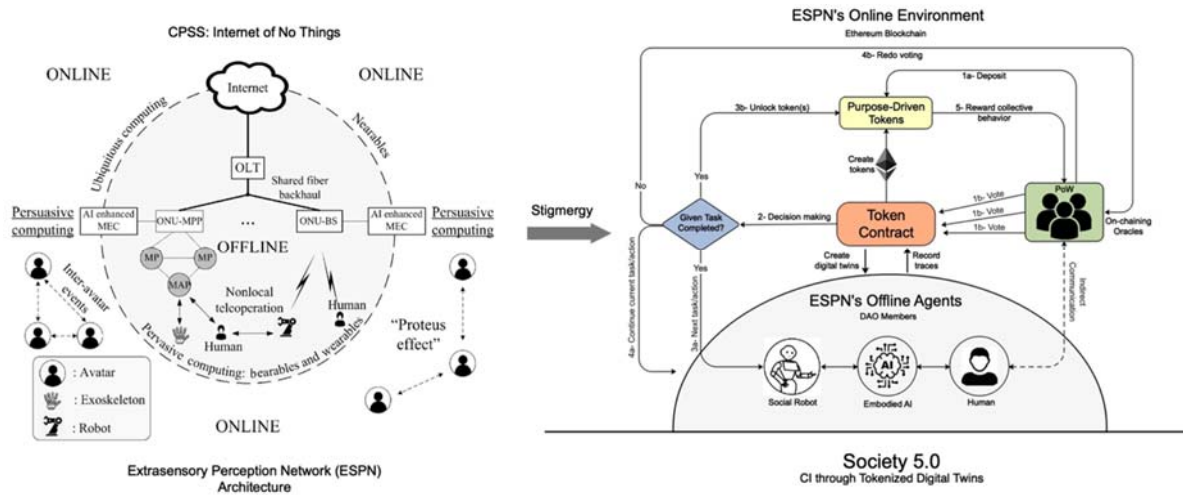 CPSS: Internet of No Things
ONLINE
ONLINE
Internet
Ubiquitous computing
Nearables
OLT
Shared fiber
backhaul
Persuasive
computing
AI enhanced
MEC
ONU-MPP
...
ONU-BS
AI enhanced
MEC
Persuasive
computing
OFFLINE
MP
MP
MAP
Inter-avatar
events
Nonlocal
teleoperation
Human
Human
"Proteus
effect"
Pervasive computing: bearables and wearables
: Avatar
: Exoskeleton
: Robot
ONLINE
Extrasensory Perception Network (ESPN)
Architecture
Stigmergy
ESPN's Online Environment
Ethereum Blockchain
4b- Redo voting
1a- Deposit
3b- Unlock token(s)
Purpose-Driven
Tokens
5- Reward collective
behavior
Create
tokens
No
Yes
PoW
Given Task
Completed?
2- Decision making
Token
Contract
1b- Vote
1b- Vote
1b- Vote
On-chaining
Oracles
Yes
Create
digital twins
Record
traces
4a- Continue current task/action
3a- Next task/action
Indirect
Communication
ESPN's Offline Agents
DAO Members
AI
Social Robot
Embodied AI
Human
Society 5.0
CI through Tokenized Digital Twins